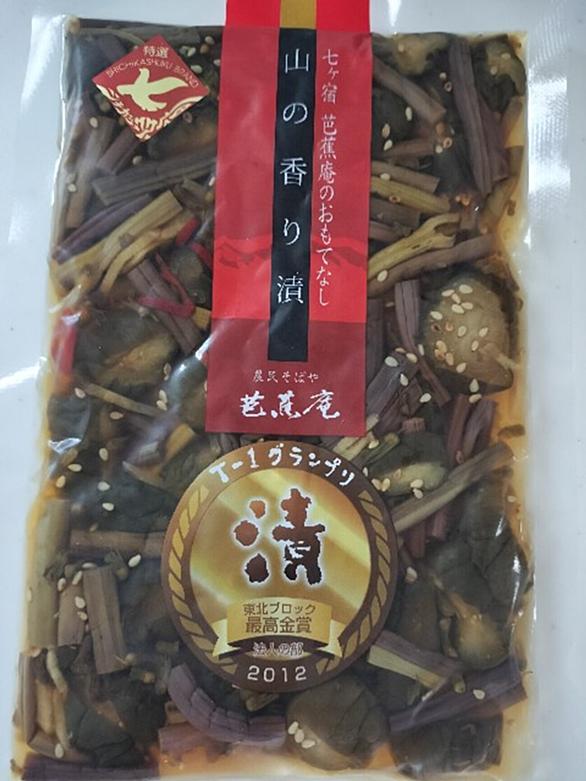 特選
SHICHIKASHUKU BRAND
七
七ヶ宿 芭蕉庵のおもてなし
山の香り漬
農民そばや
芭蕉庵
T-1グランプリ
漬
東北ブロック
最高金賞
法人の部
2012